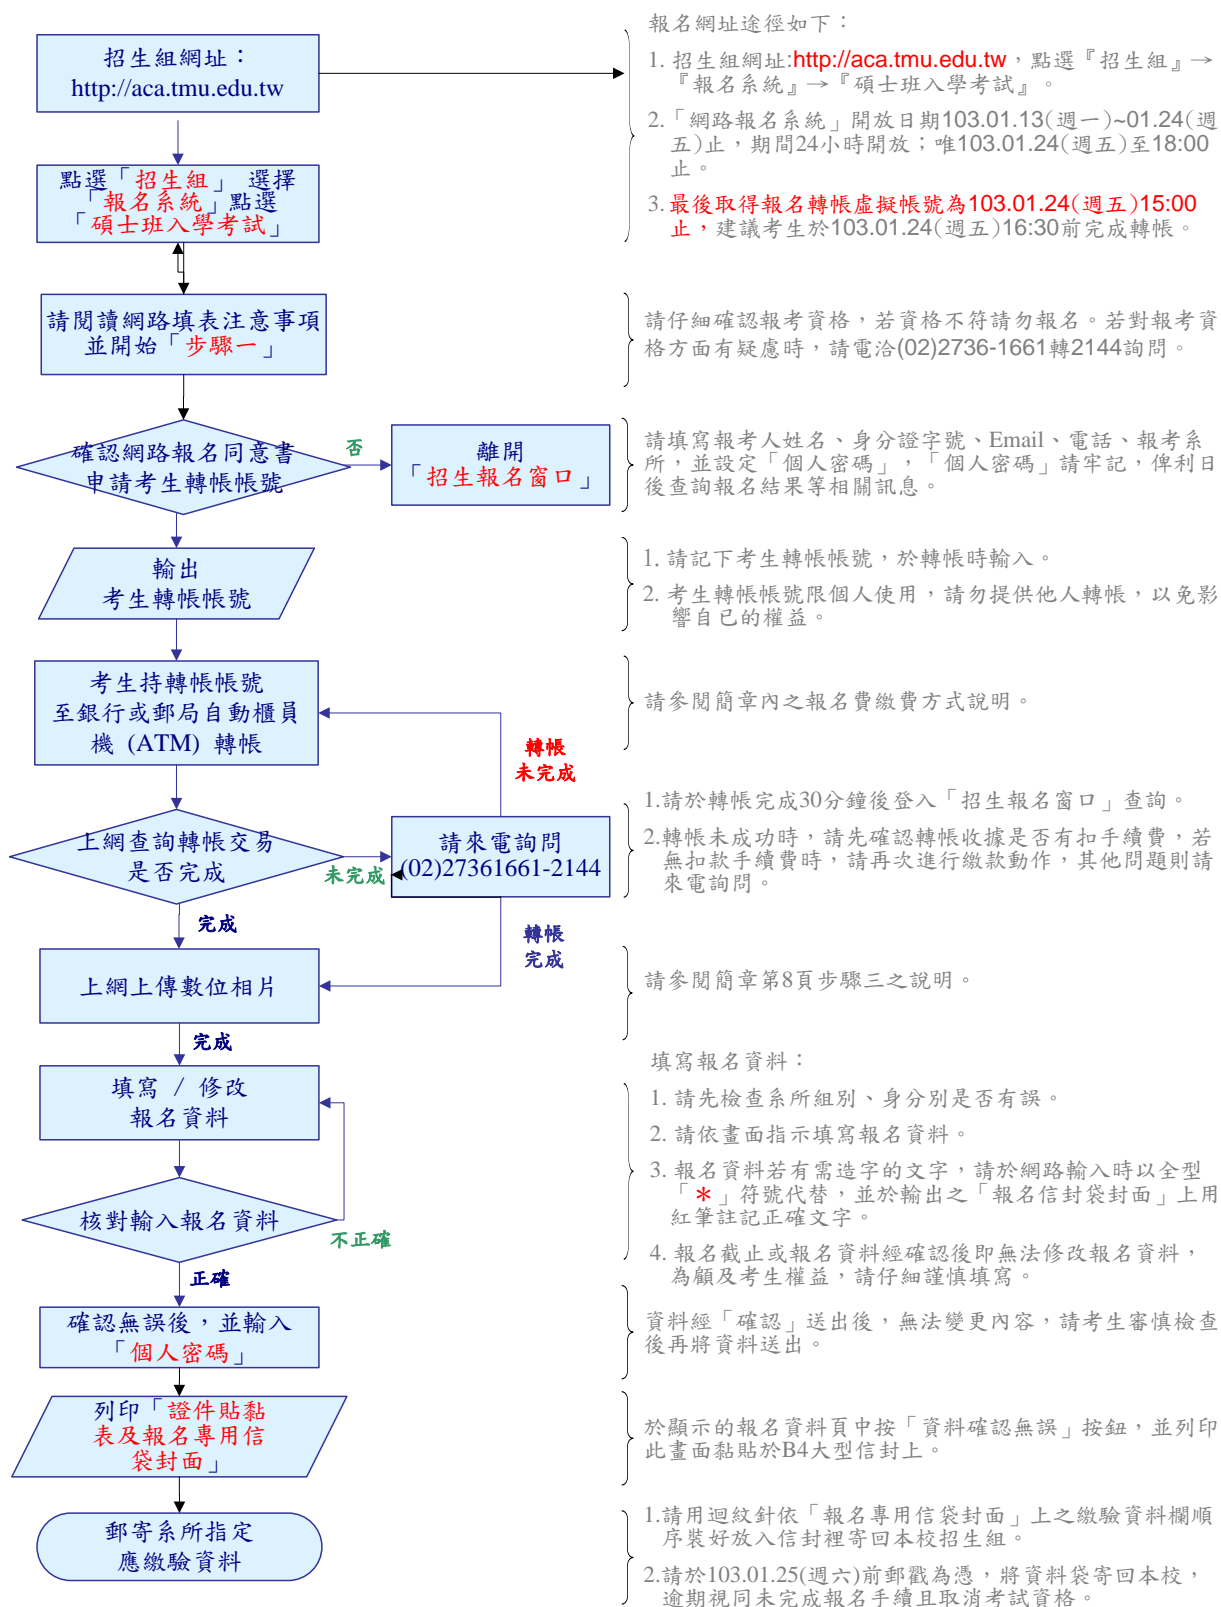 招生組網址：
http://aca.tmu.edu.tw
報名網址途徑如下：
1. 招生組網址:http://aca.tmu.edu.tw，點選『招生組』→
『報名系統』→『碩士班入學考試』。
2.「網路報名系統」開放日期103.01.13(週一)~01.24(週
五)止，期間24小時開放；唯103.01.24(週五)至18:00
止。
3.最後取得報名轉帳虛擬帳號為103.01.24(週五)15:00
止，建議考生於103.01.24(週五)16:30前完成轉帳。
點選「招生組」 選擇
「報名系統」點選
「碩士班入學考試」
請閱讀網路填表注意事項
並開始「步驟一」
請仔細確認報考資格，若資格不符請勿報名。若對報考資
格方面有疑慮時，請電洽(02)2736-1661轉2144詢問。
確認網路報名同意書
申請考生轉帳帳號
否
離開
「招生報名窗口」
請填寫報考人姓名、身分證字號、Email、電話、報考系
所，並設定「個人密碼」，「個人密碼」請牢記，俾利日
後查詢報名結果等相關訊息。
輸出
考生轉帳帳號
1. 請記下考生轉帳帳號，於轉帳時輸入。
2. 考生轉帳帳號限個人使用，請勿提供他人轉帳，以免影
響自已的權益。
考生持轉帳帳號
至銀行或郵局自動櫃員
機 (ATM) 轉帳
請參閱簡章內之報名費繳費方式說明。
轉帳
未完成
上網查詢轉帳交易
是否完成
未完成
請來電詢問
(02)27361661-2144
1.請於轉帳完成30分鐘後登入「招生報名窗口」查詢。
2.轉帳未成功時，請先確認轉帳收據是否有扣手續費，若
無扣款手續費時，請再次進行繳款動作，其他問題則請
來電詢問。
完成
轉帳
完成
上網上傳數位相片
請參閱簡章第8頁步驟三之說明。
完成
填寫 / 修改
報名資料
填寫報名資料：
1. 請先檢查系所組別、身分別是否有誤。
2. 請依畫面指示填寫報名資料。
3. 報名資料若有需造字的文字，請於網路輸入時以全型
「＊」符號代替，並於輸出之「報名信封袋封面」上用
紅筆註記正確文字。
4. 報名截止或報名資料經確認後即無法修改報名資料，
為顧及考生權益，請仔細謹慎填寫。
核對輸入報名資料
不正確
正確
確認無誤後，並輸入
「個人密碼」
資料經「確認」送出後，無法變更內容，請考生審慎檢查
後再將資料送出。
列印「證件貼黏
表及報名專用信
袋封面」
於顯示的報名資料頁中按「資料確認無誤」按鈕，並列印
此畫面黏貼於B4大型信封上。
郵寄系所指定
應繳驗資料
1.請用迴紋針依「報名專用信袋封面」上之繳驗資料欄順
序裝好放入信封裡寄回本校招生組。
2.請於103.01.25(週六)前郵戳為憑，將資料袋寄回本校，
逾期視同未完成報名手續且取消考試資格。